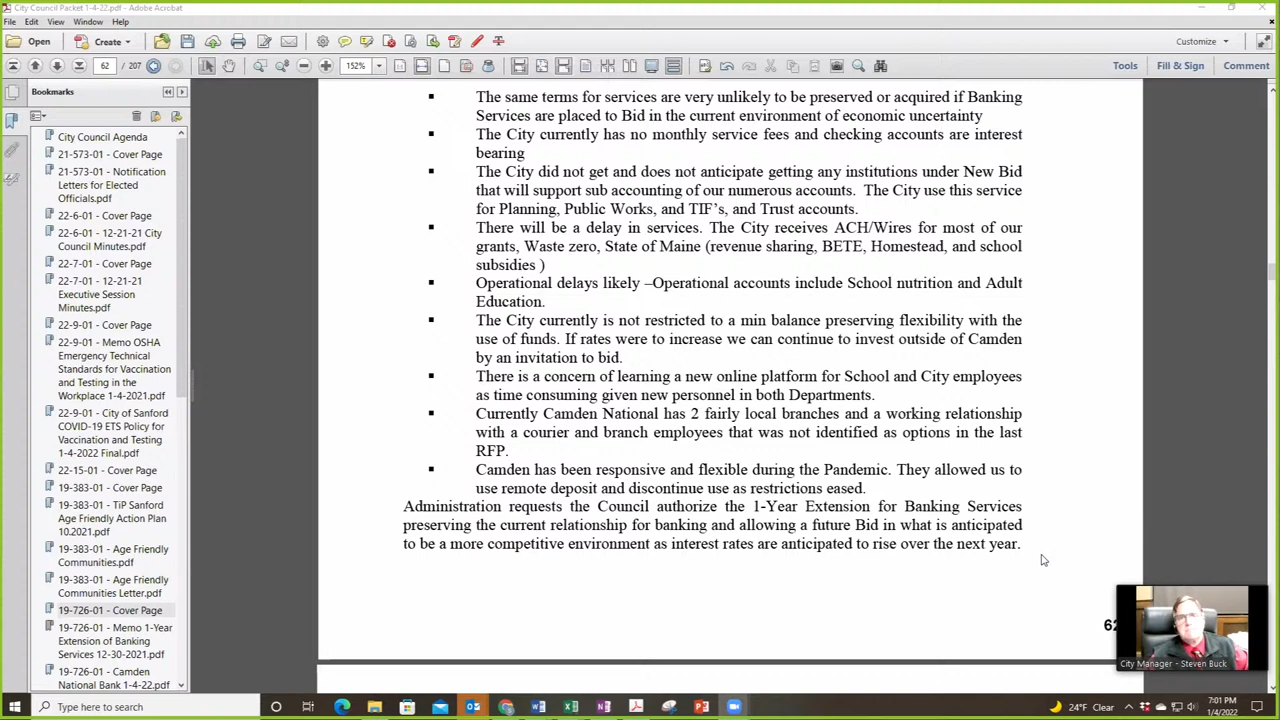 City Council Packet 1-4-22.pdf - Adobe Acrobat
File Edit View Window Help
Open Create Customize
62 / 207 152% Tools Fill & Sign Comment
Bookmarks
City Council Agenda
21-573-01 - Cover Page
21-573-01 - Notification
Letters for Elected
Officials.pdf
22-6-01 - Cover Page
22-6-01 - 12-21-21 City
Council Minutes.pdf
22-7-01 - Cover Page
22-7-01 - 12-21-21
Executive Session
Minutes.pdf
22-9-01 - Cover Page
22-9-01 - Memo OSHA
Emergency Technical
Standards for Vaccination
and Testing in the
Workplace 1-4-2021.pdf
22-9-01 - City of Sanford
COVID-19 ETS Policy for
Vaccination and Testing
1-4-2022 Final.pdf
22-15-01 - Cover Page
19-383-01 - Cover Page
19-383-01 - TiP Sanford
Age Friendly Action Plan
10.2021.pdf
19-383-01 - Age Friendly
Communities.pdf
19-383-01 - Age Friendly
Communities Letter.pdf
19-726-01 - Cover Page
19-726-01 - Memo 1-Year
Extension of Banking
Services 12-30-2021.pdf
19-726-01 - Camden
National Bank 1-4-22.pdf
▪ The same terms for services are very unlikely to be preserved or acquired if Banking
Services are placed to Bid in the current environment of economic uncertainty
▪ The City currently has no monthly service fees and checking accounts are interest
bearing
▪ The City did not get and does not anticipate getting any institutions under New Bid
that will support sub accounting of our numerous accounts. The City use this service
for Planning, Public Works, and TIF's, and Trust accounts.
▪ There will be a delay in services. The City receives ACH/Wires for most of our
grants, Waste zero, State of Maine (revenue sharing, BETE, Homestead, and school
subsidies )
▪ Operational delays likely –Operational accounts include School nutrition and Adult
Education.
▪ The City currently is not restricted to a min balance preserving flexibility with the
use of funds. If rates were to increase we can continue to invest outside of Camden
by an invitation to bid.
▪ There is a concern of learning a new online platform for School and City employees
as time consuming given new personnel in both Departments.
▪ Currently Camden National has 2 fairly local branches and a working relationship
with a courier and branch employees that was not identified as options in the last
RFP.
▪ Camden has been responsive and flexible during the Pandemic. They allowed us to
use remote deposit and discontinue use as restrictions eased.
Administration requests the Council authorize the 1-Year Extension for Banking Services
preserving the current relationship for banking and allowing a future Bid in what is anticipated
to be a more competitive environment as interest rates are anticipated to rise over the next year.
62
City Manager - Steven Buck
Type here to search
24°F Clear
7:01 PM
1/4/2022